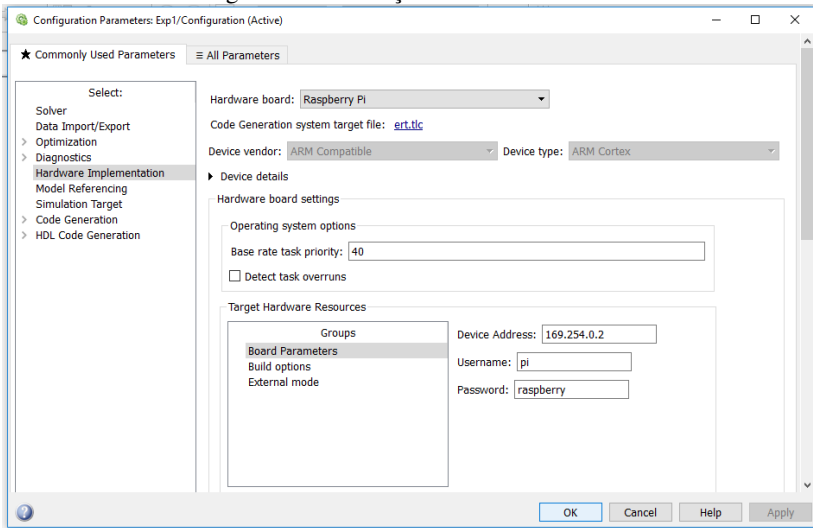 Configuration Parameters: Exp1/Configuration (Active)
★ Commonly Used Parameters
≡ All Parameters
Select:
Solver
Data Import/Export
Optimization
Diagnostics
Hardware Implementation
Model Referencing
Simulation Target
Code Generation
HDL Code Generation
Hardware board: Raspberry Pi
Code Generation system target file: ert.tlc
Device vendor: ARM Compatible Device type: ARM Cortex
Device details
Hardware board settings
Operating system options
Base rate task priority: 40
Detect task overruns
Target Hardware Resources
Groups
Board Parameters
Build options
External mode
Device Address: 169.254.0.2
Username: pi
Password: raspberry
OK Cancel Help Apply